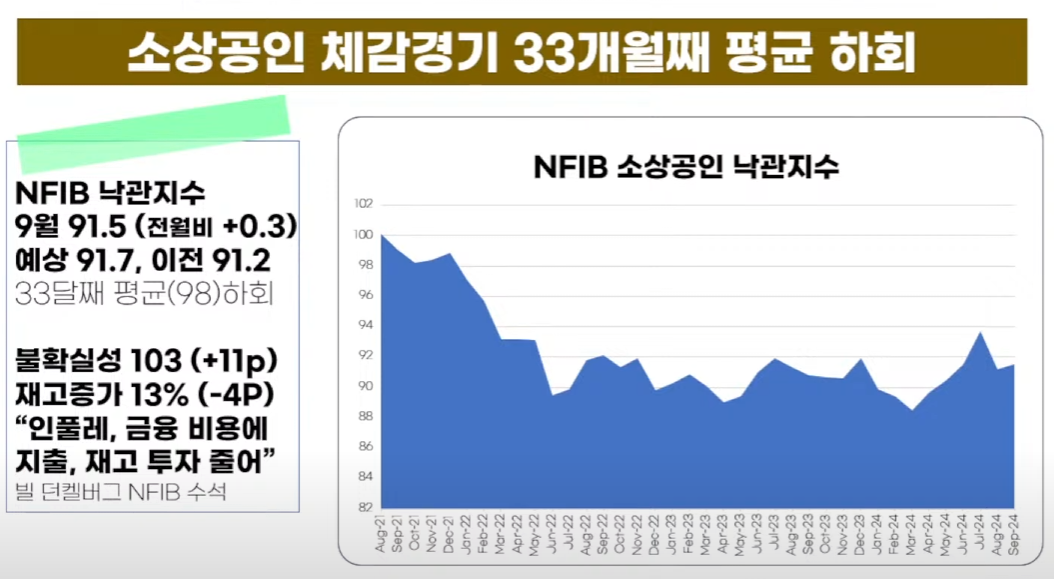 소상공인 체감경기 33개월째 평균 하회
NFIB 낙관지수
9월 91.5 (전월비 +0.3)
예상 91.7, 이전 91.2
33달째 평균(98)하회
불확실성 103 (+11p)
재고증가 13% (-4P)
“인풀레, 금융 비용에
지출, 재고 투자 줄어”
빌 던켈버그 NFIB 수석
NFIB 소상공인 낙관지수
102
100
98
96
94
92
90
88
86
84
82
Aug-21
Sep-21
Oct-21
Nov-21
Dec-21
Jan-22
Feb-22
Mar-22
Apr-22
May-22
Jun-22
Jul-22
Aug-22
Sep-22
Oct-22
Nov-22
Dec-22
Jan-23
Feb-23
Mar-23
Apr-23
May-23
Jun-23
Jul-23
Aug-23
Sep-23
Oct-23
Nov-23
Dec-23
Jan-24
Feb-24
Mar-24
Apr-24
May-24
Jun-24
Jul-24
Aug-24
Sep-24